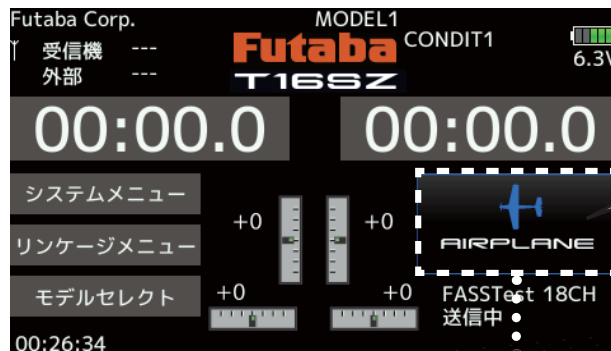 Futaba Corp.
MODEL1
受信機 ---
外部 ---
Futaba
T16SZ
CONDIT1
6.3V
00:00.0
00:00.0
システムメニュー
リンケージメニュー
モデルセレクト
+0
+0
+0
+0
AIRPLANE
FASSTest 18CH
送信中
00:26:34